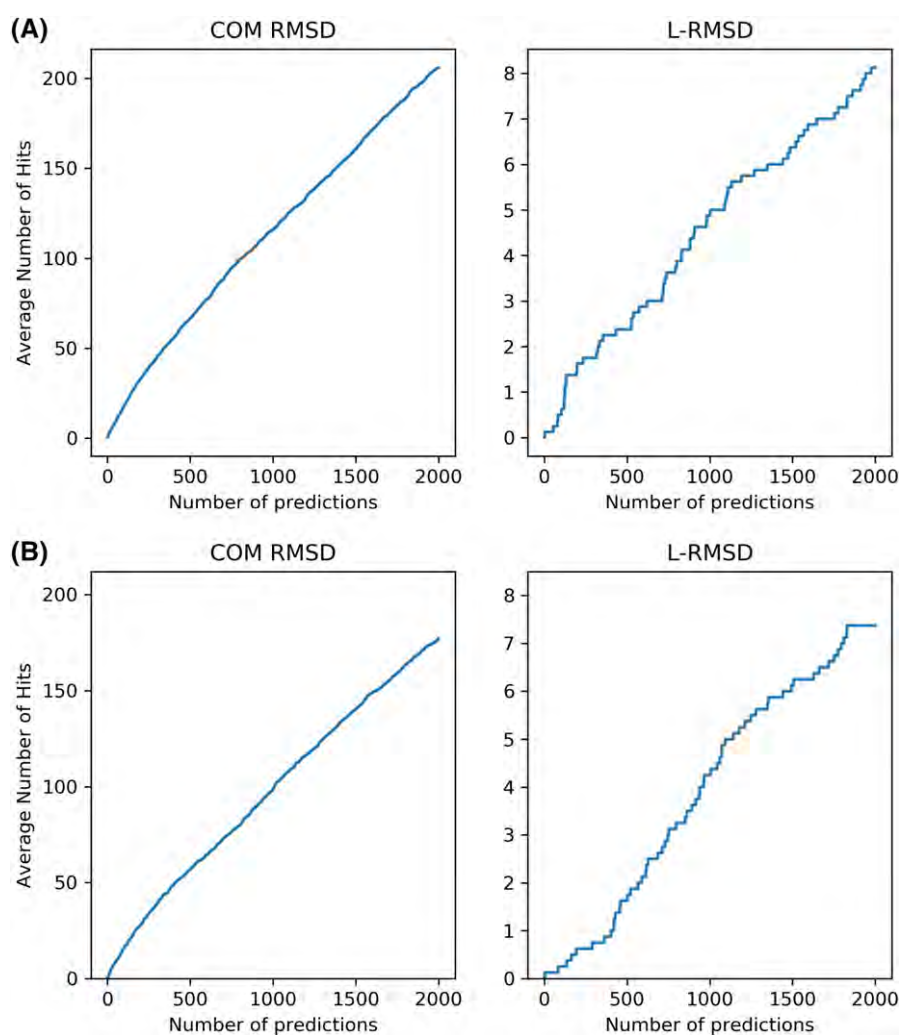 (A)
COM RMSD
L-RMSD
200
150
100
50
0
Average Number of Hits
8
7
6
5
4
3
2
1
0
0 500 1000 1500 2000
0 500 1000 1500 2000
Number of predictions
Number of predictions
(B)
COM RMSD
L-RMSD
200
150
100
50
0
Average Number of Hits
8
7
6
5
4
3
2
1
0
0 500 1000 1500 2000
0 500 1000 1500 2000
Number of predictions
Number of predictions